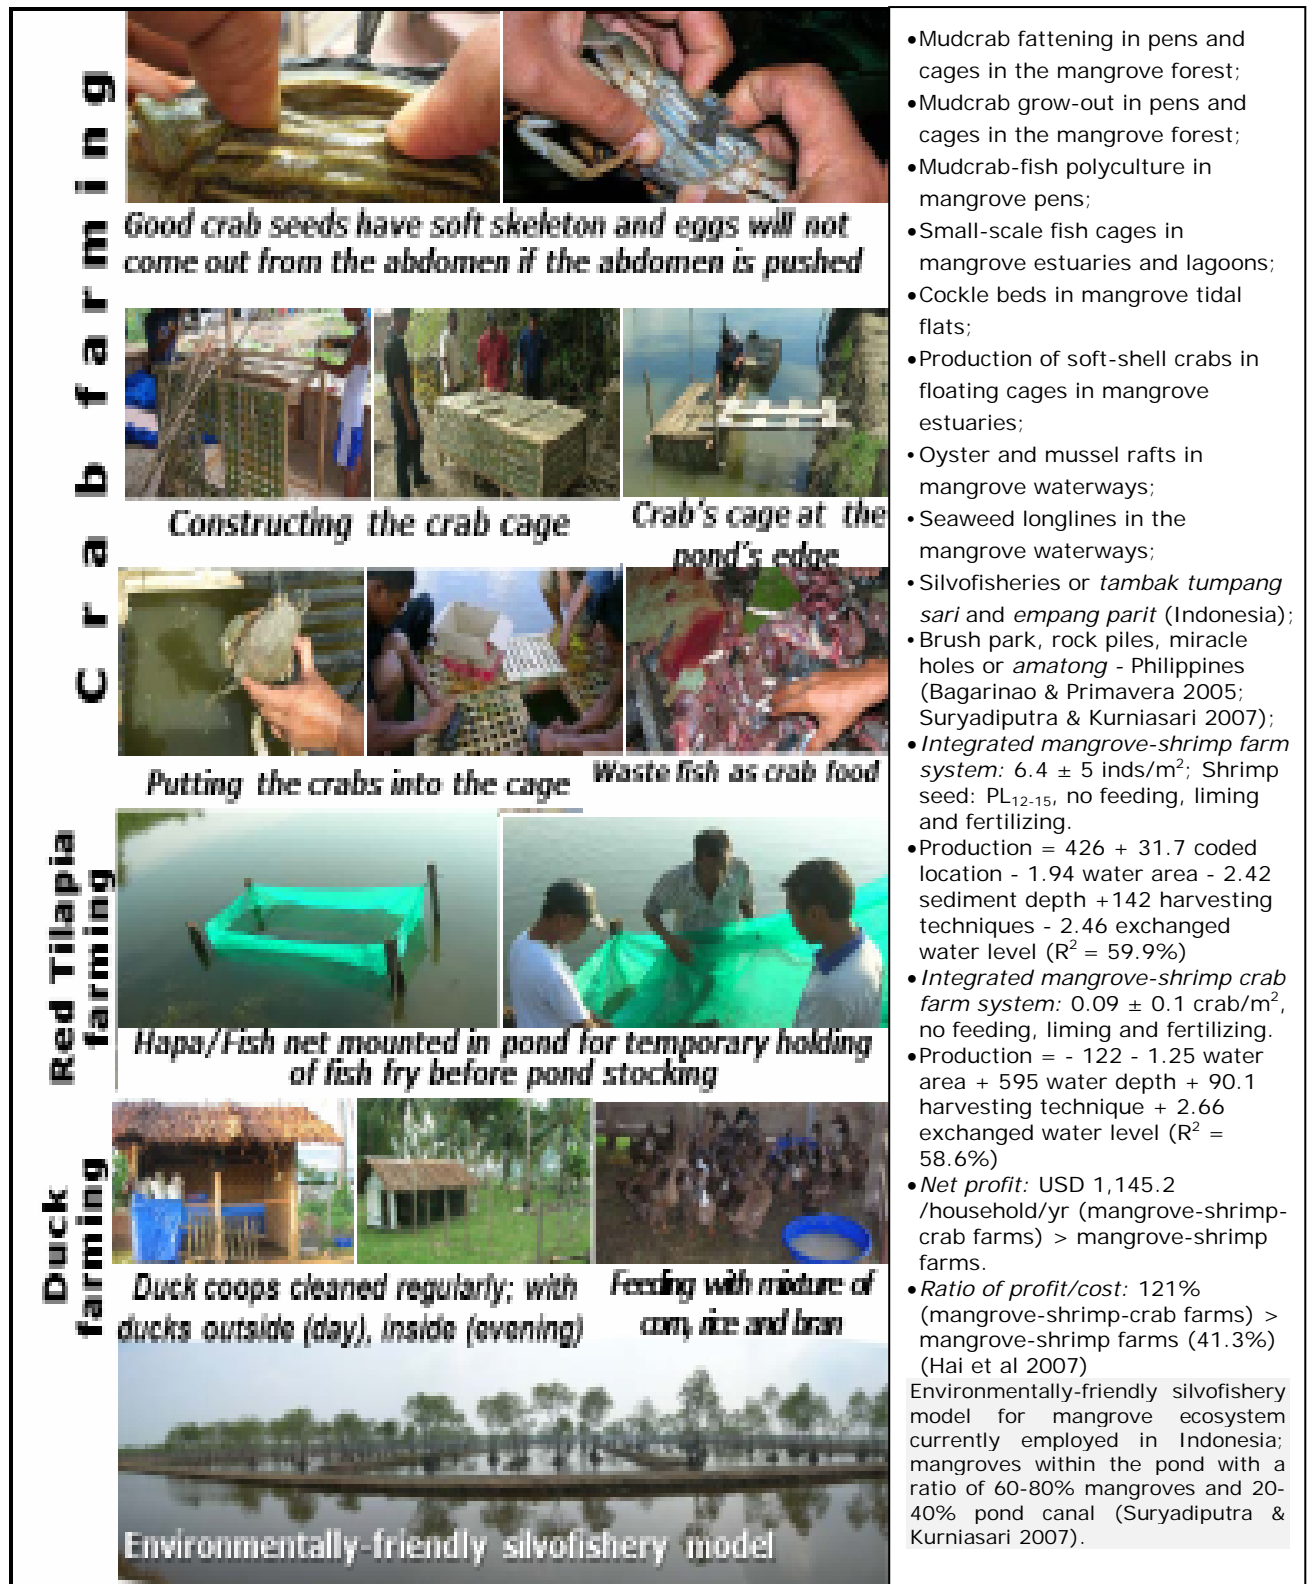 Crab farming
Good crab seeds have soft skeleton and eggs will not
come out from the abdomen if the abdomen is pushed
Constructing the crab cage
Crab's cage at the
pond's edge
Putting the crabs into the cage
Waste fish as crab food
Red Tilapia
farming
Hapa/Fish net mounted in pond for temporary holding
of fish fry before pond stocking
Duck
farming
Duck coops cleaned regularly; with
ducks outside (day), inside (evening)
Feeding with mixture of
corn, rice and bran
Environmentally-friendly silvofishery model
•Mudcrab fattening in pens and
cages in the mangrove forest;
•Mudcrab grow-out in pens and
cages in the mangrove forest;
•Mudcrab-fish polyculture in
mangrove pens;
•Small-scale fish cages in
mangrove estuaries and lagoons;
•Cockle beds in mangrove tidal
flats;
•Production of soft-shell crabs in
floating cages in mangrove
estuaries;
•Oyster and mussel rafts in
mangrove waterways;
•Seaweed longlines in the
mangrove waterways;
•Silvofisheries or tambak tumpang
sari and empang parit (Indonesia);
•Brush park, rock piles, miracle
holes or amatong - Philippines
(Bagarinao & Primavera 2005;
Suryadiputra & Kurniasari 2007);
•Integrated mangrove-shrimp farm
system: 6.4 ± 5 inds/m²; Shrimp
seed: PL₁₂₋₁₅, no feeding, liming
and fertilizing.
•Production = 426 + 31.7 coded
location - 1.94 water area - 2.42
sediment depth +142 harvesting
techniques - 2.46 exchanged
water level (R² = 59.9%)
•Integrated mangrove-shrimp crab
farm system: 0.09 ± 0.1 crab/m²,
no feeding, liming and fertilizing.
•Production = - 122 - 1.25 water
area + 595 water depth + 90.1
harvesting technique + 2.66
exchanged water level (R² =
58.6%)
•Net profit: USD 1,145.2
/household/yr (mangrove-shrimp-
crab farms) > mangrove-shrimp
farms.
•Ratio of profit/cost: 121%
(mangrove-shrimp-crab farms) >
mangrove-shrimp farms (41.3%)
(Hai et al 2007)
Environmentally-friendly silvofishery
model for mangrove ecosystem
currently employed in Indonesia;
mangroves within the pond with a
ratio of 60-80% mangroves and 20-
40% pond canal (Suryadiputra &
Kurniasari 2007).